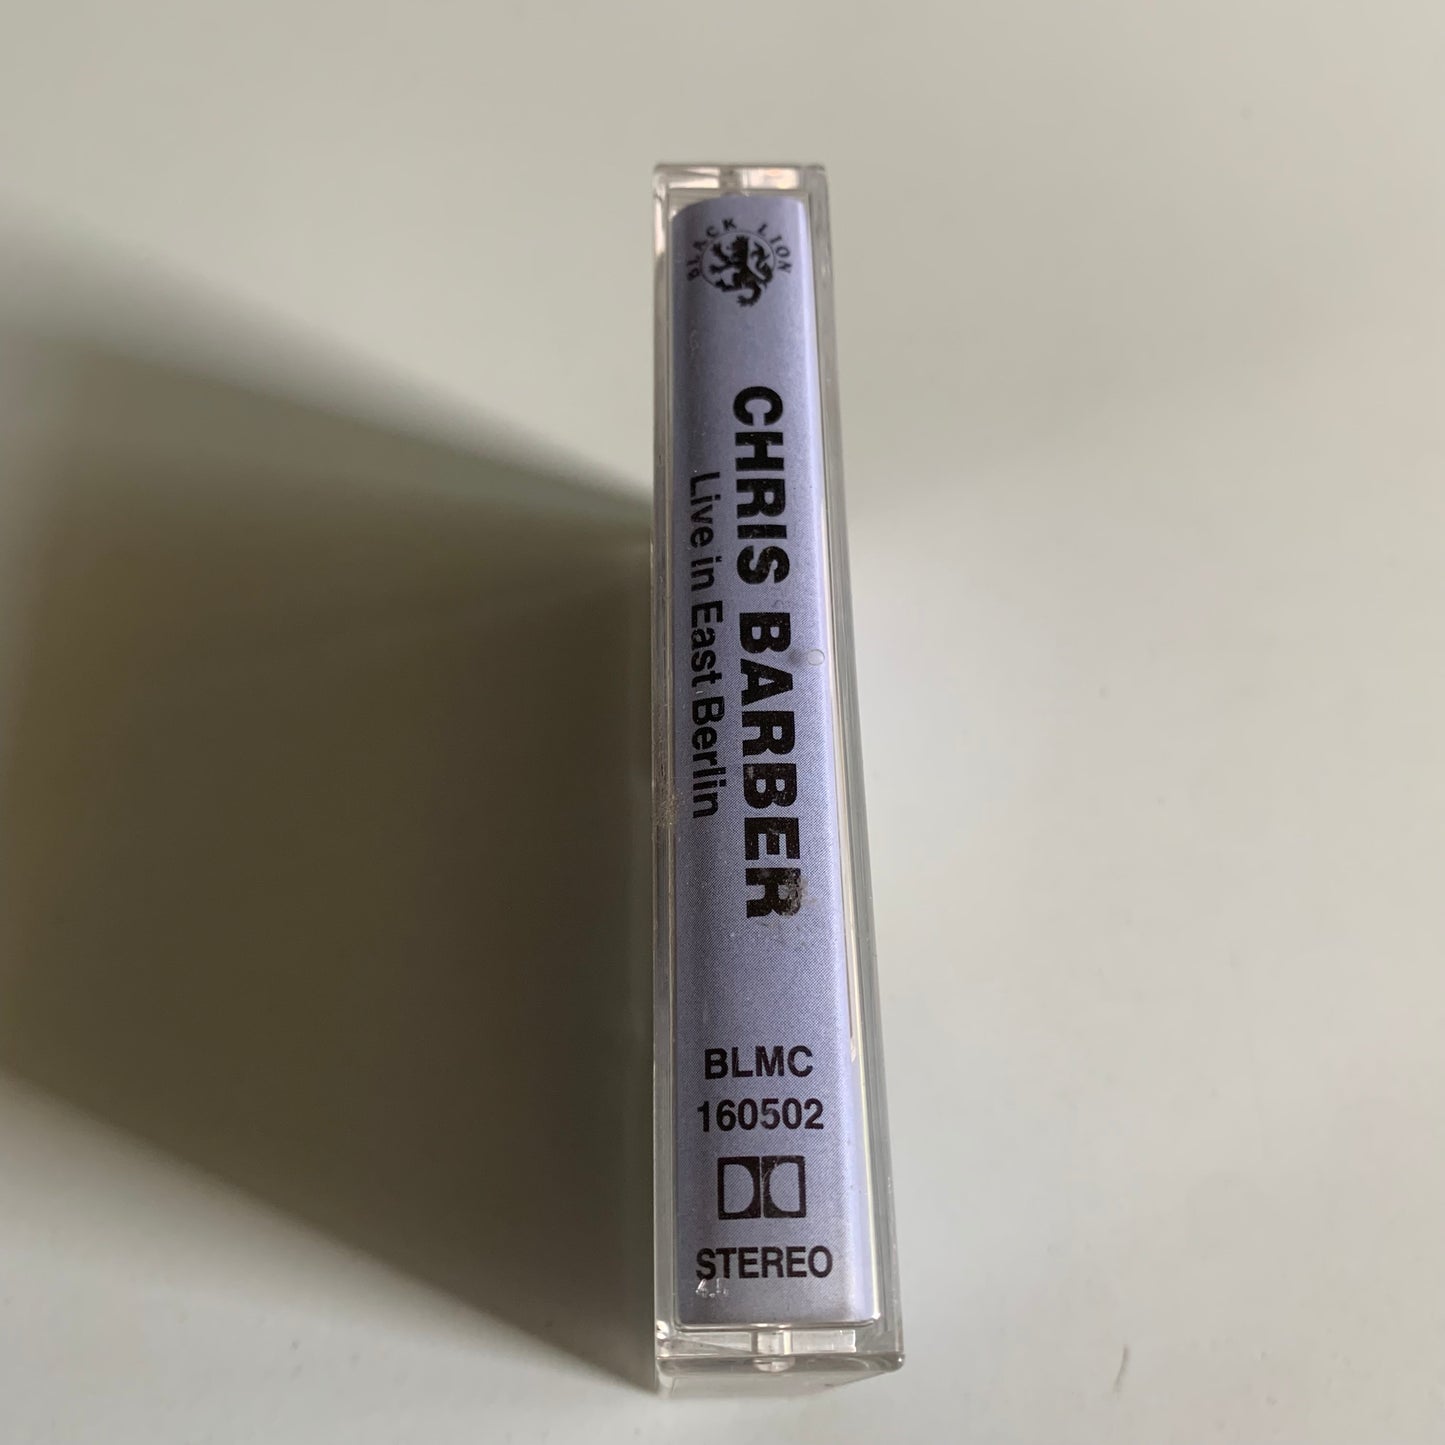 BLACK LION
CHRIS BARBER
Live in East Berlin
BLMC
160502
STEREO